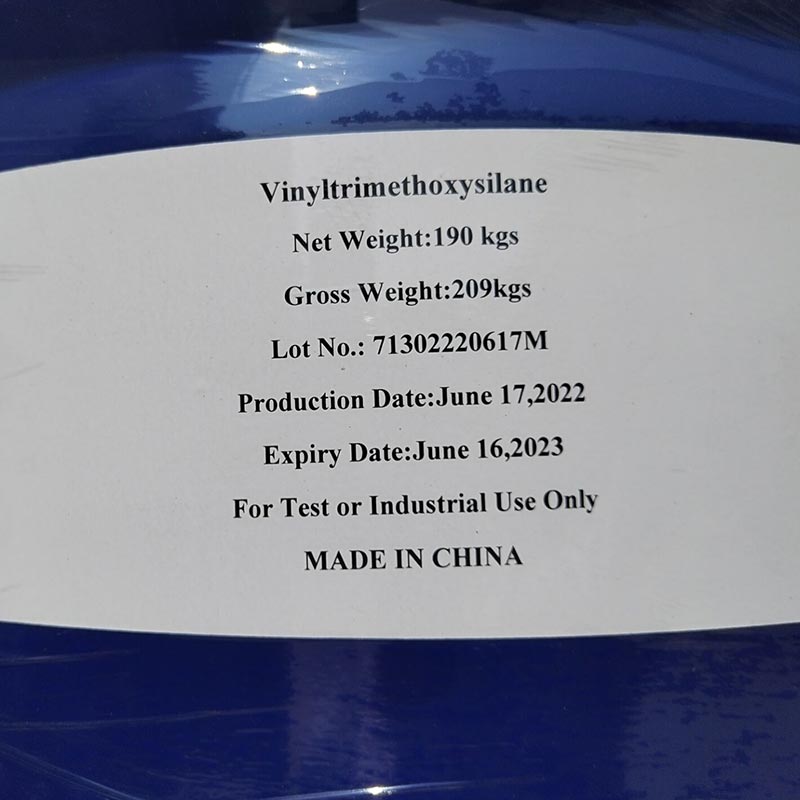 Vinyltrimethoxysilane
Net Weight:190 kgs
Gross Weight:209kgs
Lot No.: 71302220617M
Production Date:June 17,2022
Expiry Date:June 16,2023
For Test or Industrial Use Only
MADE IN CHINA